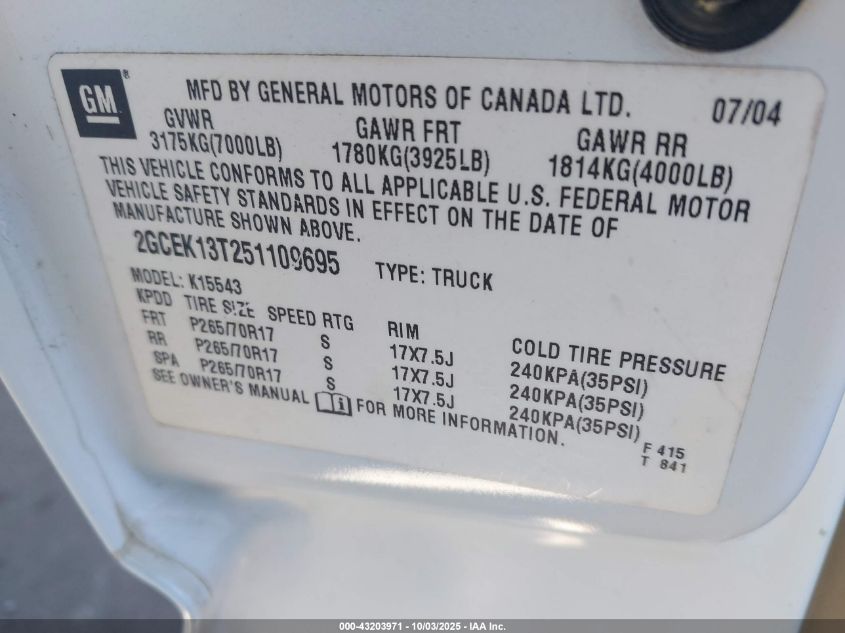 GM®
MFD BY GENERAL MOTORS OF CANADA LTD. 07/04
GVWR GAWR FRT GAWR RR
3175KG(7000LB) 1780KG(3925LB) 1814KG(4000LB)
THIS VEHICLE CONFORMS TO ALL APPLICABLE U.S. FEDERAL MOTOR
VEHICLE SAFETY STANDARDS IN EFFECT ON THE DATE OF
MANUFACTURE SHOWN ABOVE.
2GCEK13T251109695 TYPE: TRUCK
MODEL: K15543
KPDD TIRE SIZE SPEED RTG RIM COLD TIRE PRESSURE
FRT P265/70R17 S 17X7.5J 240KPA(35PSI)
RR P265/70R17 S 17X7.5J 240KPA(35PSI)
SPA P265/70R17 S 17X7.5J 240KPA(35PSI)
SEE OWNER'S MANUAL FOR MORE INFORMATION.
F 415
T 841
000-43203971 - 10/03/2025 - IAA Inc.